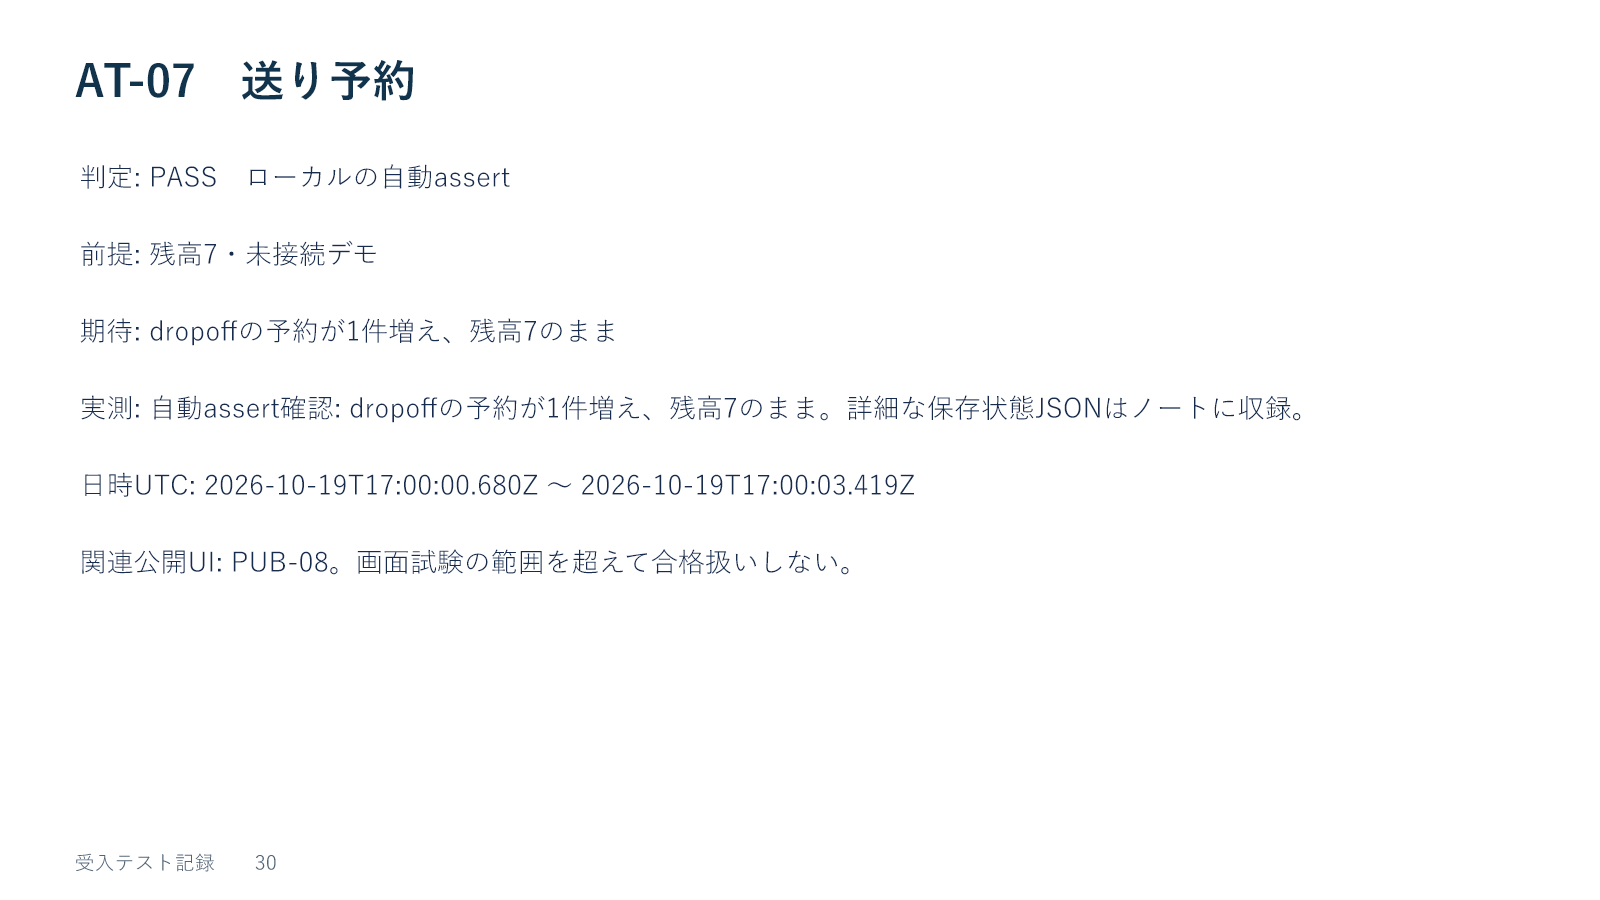 AT-07　送り予約
判定: PASS　ローカルの自動assert
前提: 残高7・未接続デモ
期待: dropoffの予約が1件増え、残高7のまま
実測: 自動assert確認: dropoffの予約が1件増え、残高7のまま。詳細な保存状態JSONはノートに収録。
日時UTC: 2026-10-19T17:00:00.680Z ～ 2026-10-19T17:00:03.419Z
関連公開UI: PUB-08。画面試験の範囲を超えて合格扱いしない。
受入テスト記録　30